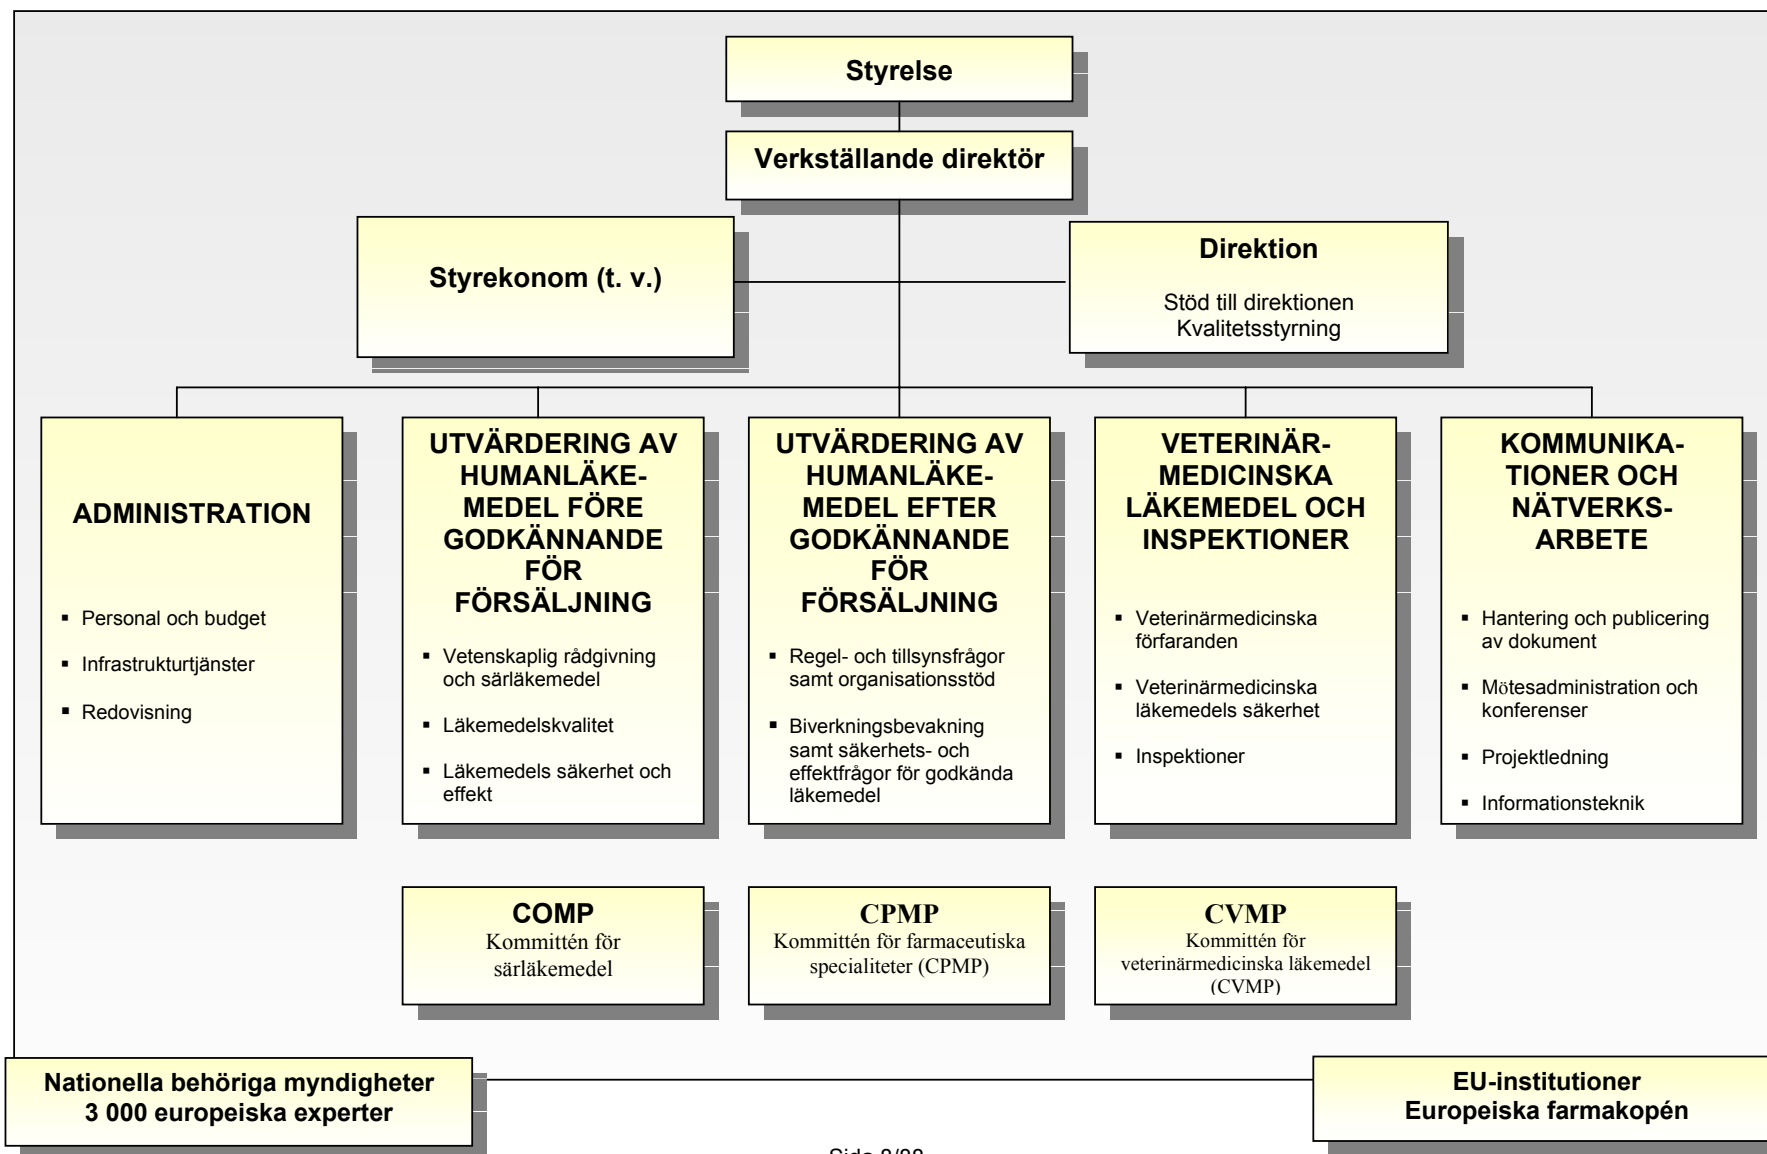 Styrelse
Verkställande direktör
Styrekonom (t. v.)
Direktion
Stöd till direktionen
Kvalitetsstyrning
ADMINISTRATION
▪ Personal och budget
▪ Infrastrukturtjänster
▪ Redovisning
UTVÄRDERING AV
HUMANLÄKE-
MEDEL FÖRE
GODKÄNNANDE
FÖR
FÖRSÄLJNING
▪ Vetenskaplig rådgivning
och särläkemedel
▪ Läkemedelskvalitet
▪ Läkemedels säkerhet och
effekt
UTVÄRDERING AV
HUMANLÄKE-
MEDEL EFTER
GODKÄNNANDE
FÖR
FÖRSÄLJNING
▪ Regel- och tillsynsfrågor
samt organisationsstöd
▪ Biverkningsbevakning
samt säkerhets- och
effektfrågor för godkända
läkemedel
VETERINÄR-
MEDICINSKA
LÄKEMEDEL OCH
INSPEKTIONER
▪ Veterinärmedicinska
förfaranden
▪ Veterinärmedicinska
läkemedels säkerhet
▪ Inspektioner
KOMMUNIKA-
TIONER OCH
NÄTVERKS-
ARBETE
▪ Hantering och publicering
av dokument
▪ Mötesadministration och
konferenser
▪ Projektledning
▪ Informationsteknik
COMP
Kommittén för
särläkemedel
CPMP
Kommittén för farmaceutiska
specialiteter (CPMP)
CVMP
Kommittén för
veterinärmedicinska läkemedel
(CVMP)
Nationella behöriga myndigheter
3 000 europeiska experter
EU-institutioner
Europeiska farmakopén